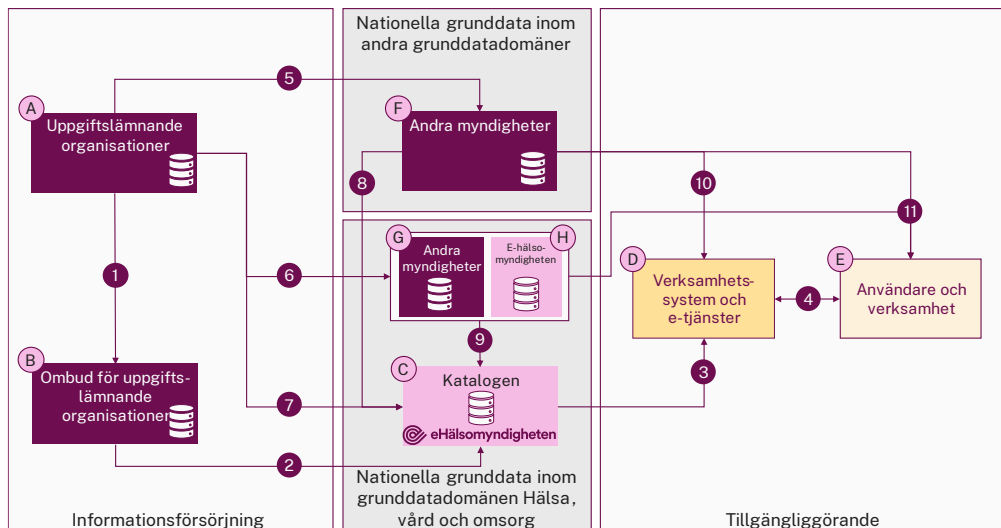 Nationella grunddata inom
andra grunddatadomäner
5
A
Uppgiftslämnande
organisationer
F
Andra myndigheter
8
10
11
G
Andra
myndigheter
H
E-hälso-
myndigheten
1
6
D
Verksamhets-
system och
e-tjänster
4
E
Användare och
verksamhet
9
B
Ombud för uppgifts-
lämnande
organisationer
C
Katalogen
eHälsomyndigheten
3
7
2
Nationella grunddata inom
grunddatadomänen Hälsa,
vård och omsorg
Informationsförsörjning
Tillgängliggörande